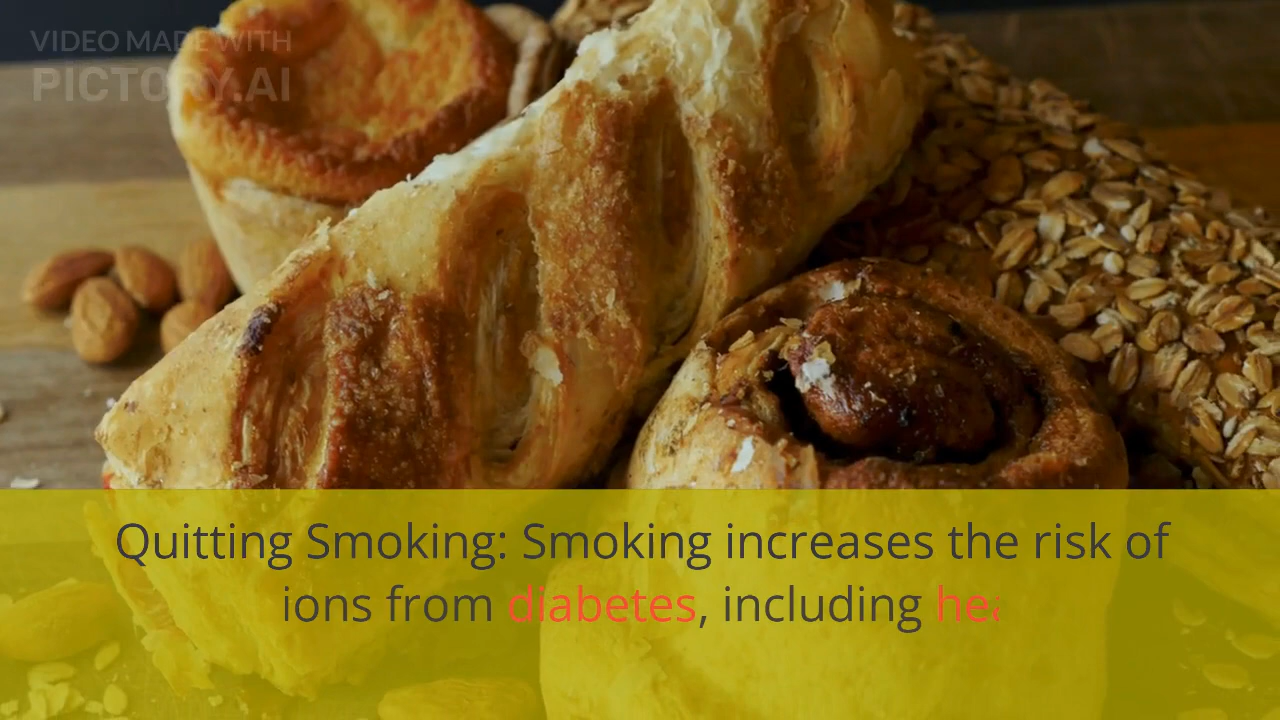 VIDEO MADE WITH
PICTORY.AI
Quitting Smoking: Smoking increases the risk of
ions from diabetes, including